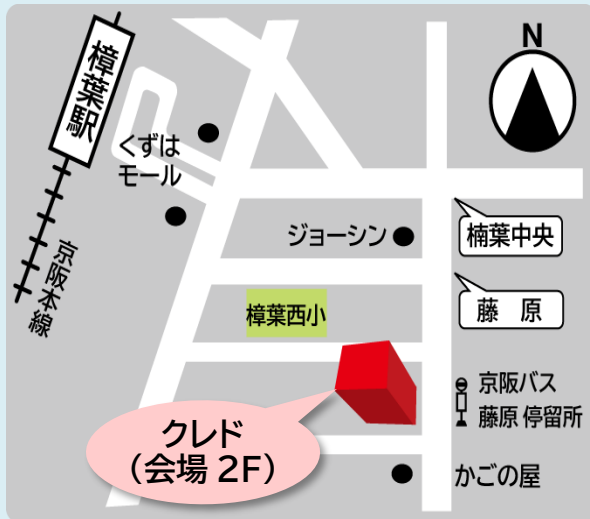 樟葉駅
N
くずは
モール
ジョーシン
楠葉中央
京阪本線
藤　原
樟葉西小
京阪バス
藤原 停留所
クレド
（会場 2F）
かごの屋